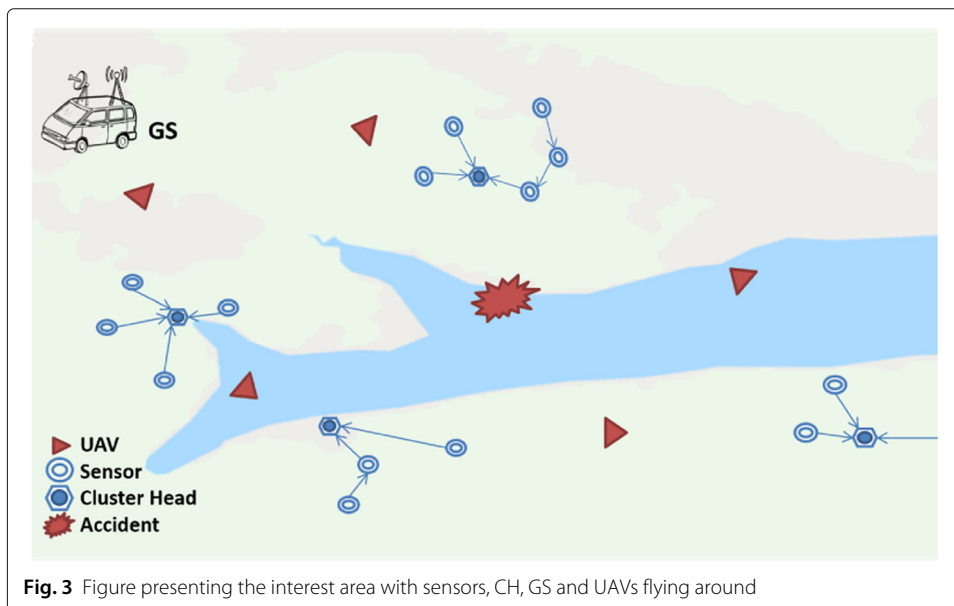 GS
UAV
Sensor
Cluster Head
Accident
Fig. 3 Figure presenting the interest area with sensors, CH, GS and UAVs flying around